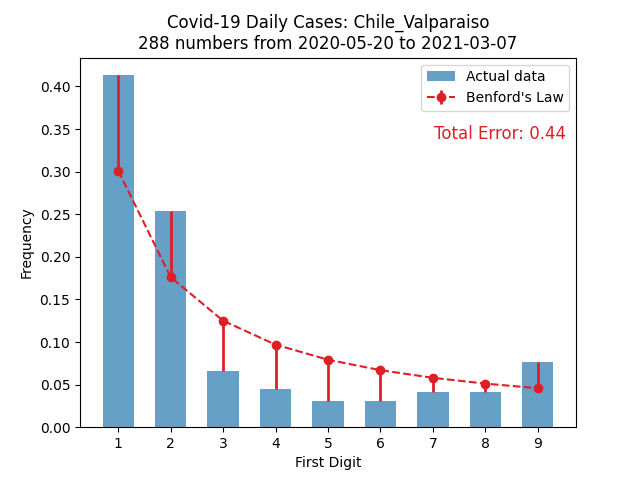 Covid-19 Daily Cases: Chile_Valparaiso
288 numbers from 2020-05-20 to 2021-03-07
Actual data
Benford's Law
Total Error: 0.44
Frequency
0.40
0.35
0.30
0.25
0.20
0.15
0.10
0.05
0.00
1 2 3 4 5 6 7 8 9
First Digit